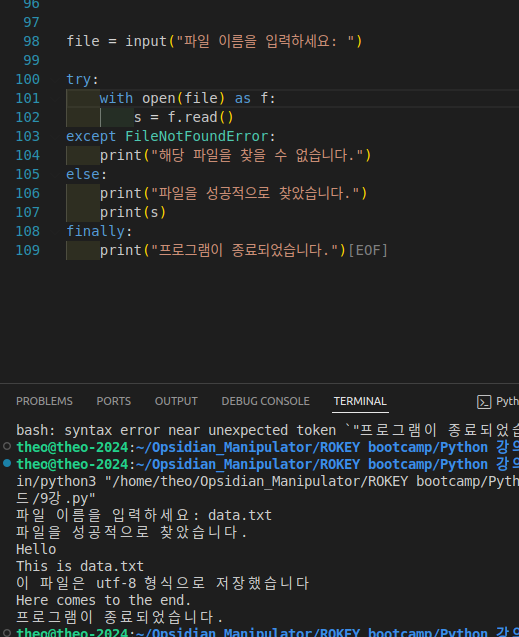 96
97
98 file = input("파일 이름을 입력하세요: ")
99
100 try:
101 with open(file) as f:
102 s = f.read()
103 except FileNotFoundError:
104 print("해당 파일을 찾을 수 없습니다.")
105 else:
106 print("파일을 성공적으로 찾았습니다.")
107 print(s)
108 finally:
109 print("프로그램이 종료되었습니다.")[EOF]
PROBLEMS PORTS OUTPUT DEBUG CONSOLE TERMINAL Pyth
bash: syntax error near unexpected token `"프로그램이 종료되었습
theo@theo-2024:~/Opsidian_Manipulator/ROKEY bootcamp/Python 강의
theo@theo-2024:~/Opsidian_Manipulator/ROKEY bootcamp/Python 강의
in/python3 "/home/theo/Opsidian_Manipulator/ROKEY bootcamp/Pyth
드/9강.py"
파일 이름을 입력하세요: data.txt
파일을 성공적으로 찾았습니다.
Hello
This is data.txt
이 파일은 utf-8 형식으로 저장했습니다
Here comes to the end.
프로그램이 종료되었습니다.
theo@theo-2024:~/Opsidian_Manipulator/ROKEY bootcamp/Python 강의